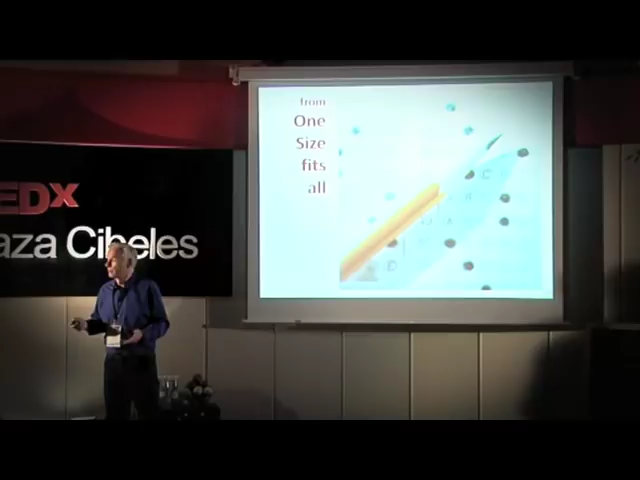 EDx
aza Cibeles
from
One
Size
fits
all
C